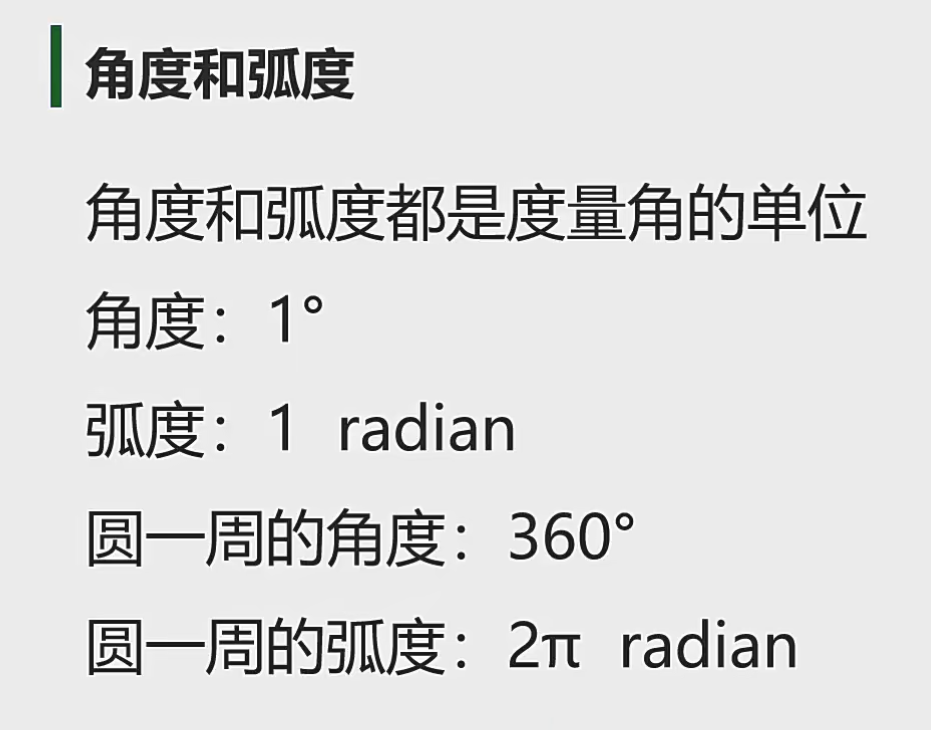 角度和弧度
角度和弧度都是度量角的单位
角度：1°
弧度：1 radian
圆一周的角度：360°
圆一周的弧度：2π radian